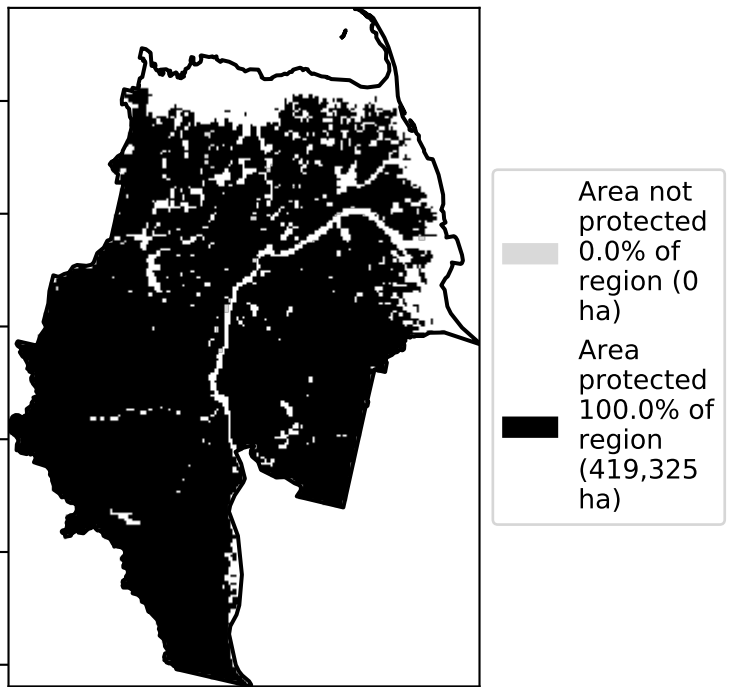 Area not
protected
0.0% of
region (0
ha)
Area
protected
100.0% of
region
(419,325
ha)